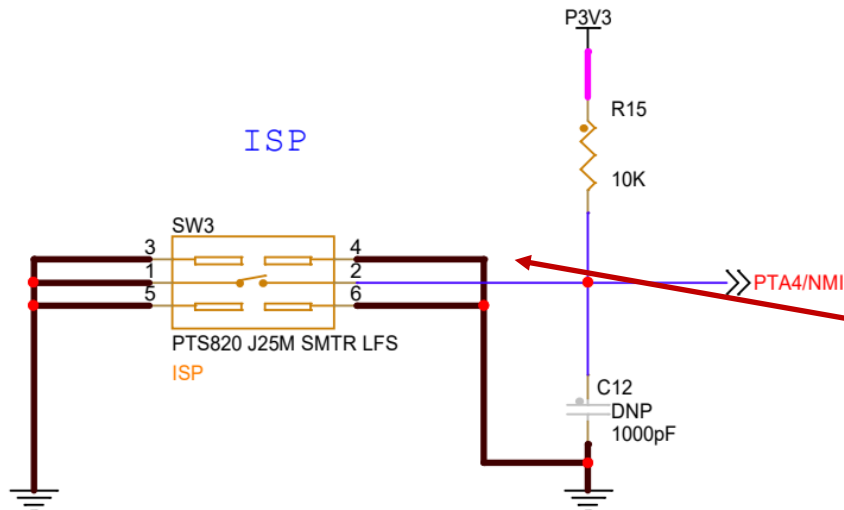 P3V3
R15
ISP
10K
SW3
3
4
1
2
PTA4/NMI
5
6
PTS820 J25M SMTR LFS
ISP
C12
DNP
1000pF